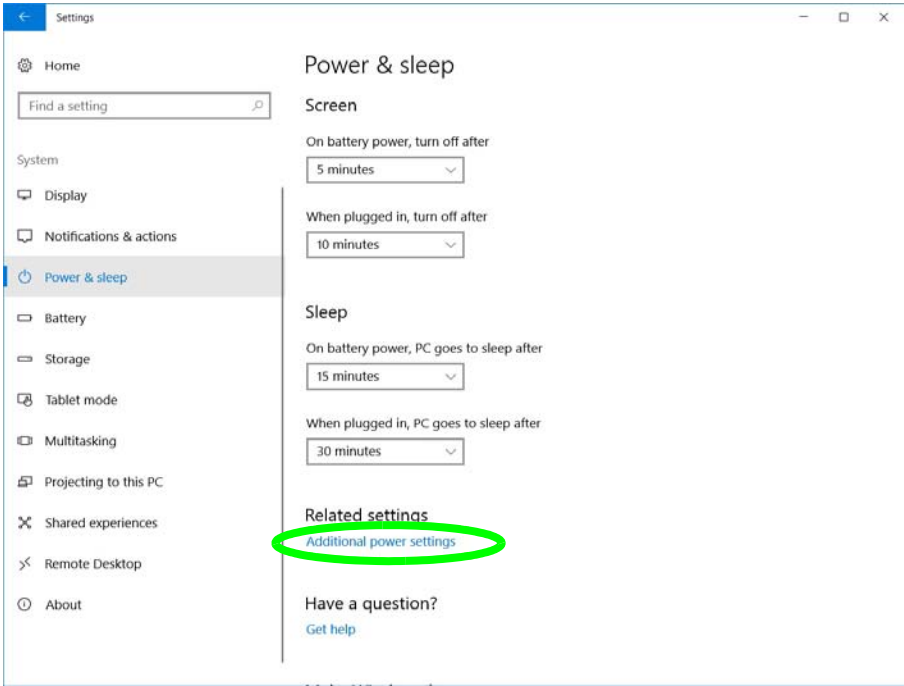 Settings
Home
Find a setting
System
Display
Notifications & actions
Power & sleep
Battery
Storage
Tablet mode
Multitasking
Projecting to this PC
Shared experiences
Remote Desktop
About
Power & sleep
Screen
On battery power, turn off after
5 minutes
When plugged in, turn off after
10 minutes
Sleep
On battery power, PC goes to sleep after
15 minutes
When plugged in, PC goes to sleep after
30 minutes
Related settings
Additional power settings
Have a question?
Get help